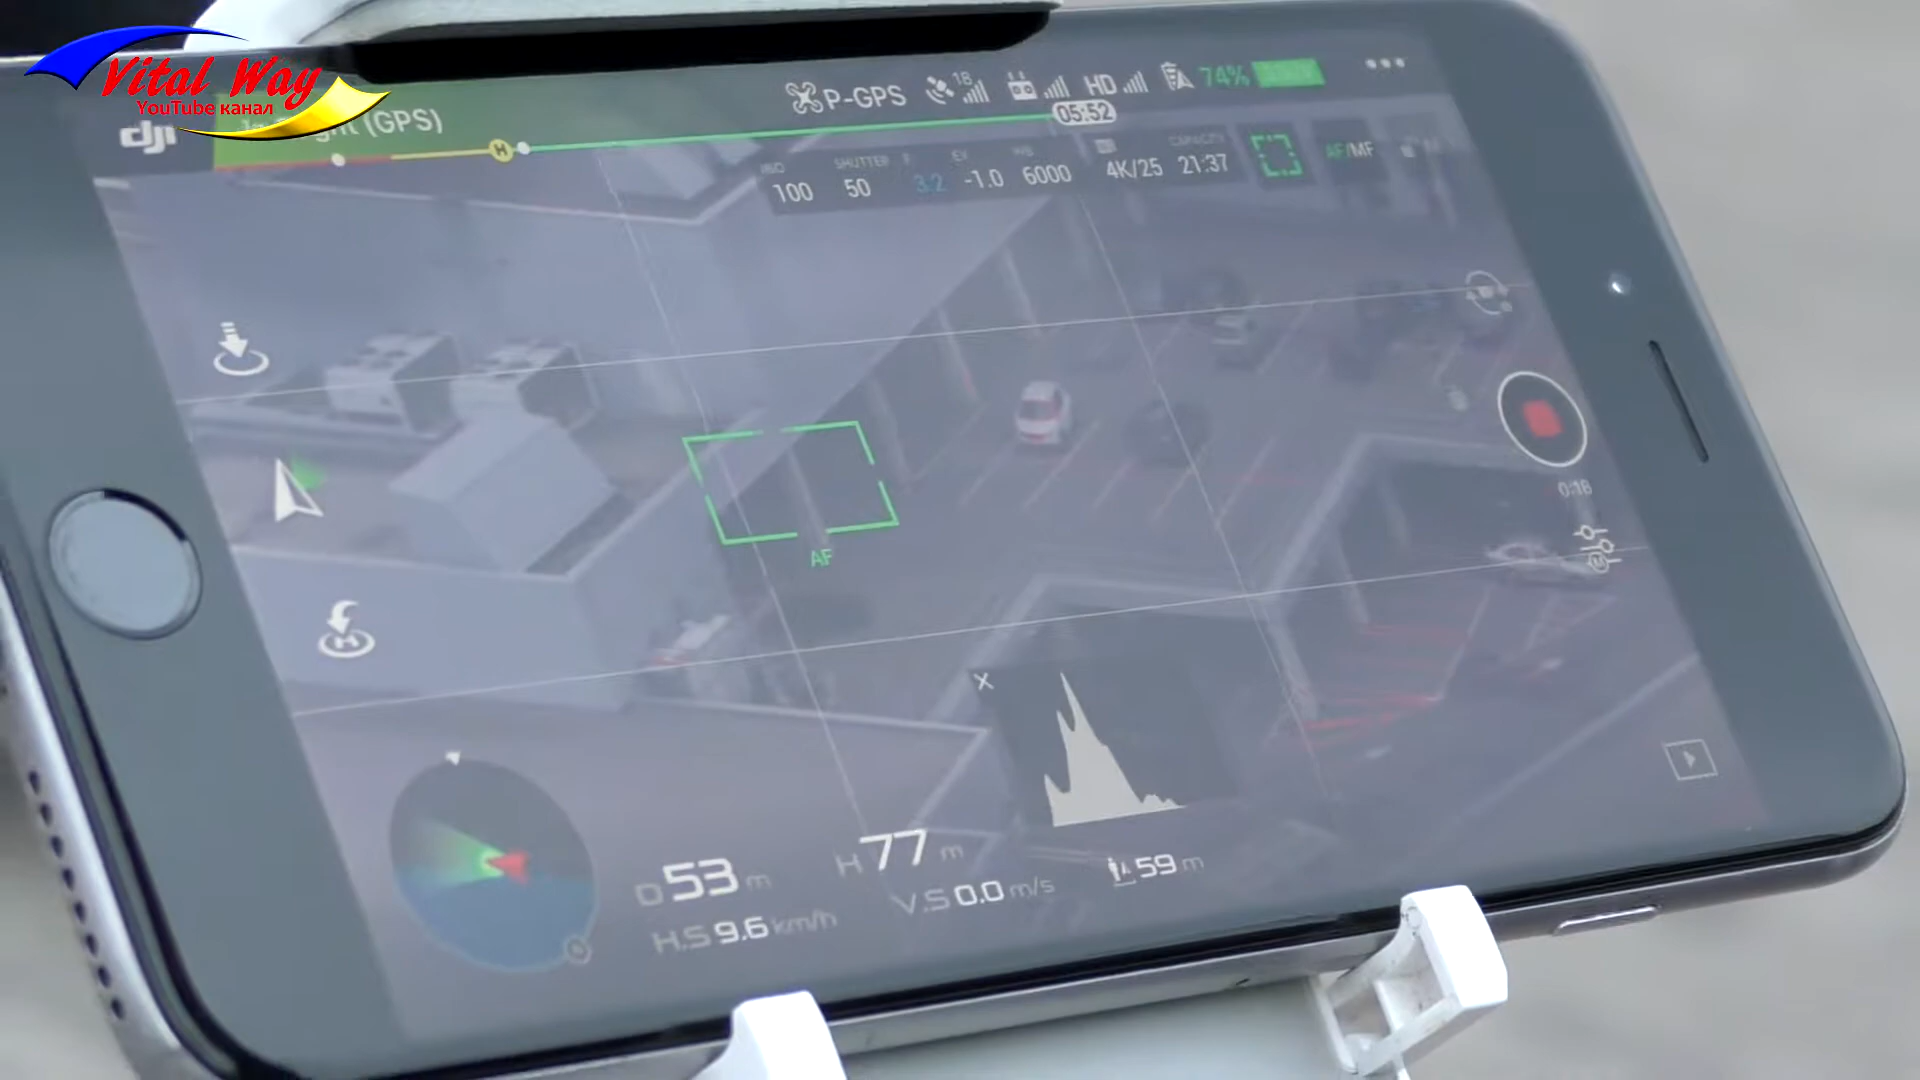 Vital Way
YouTube канал
dji
(GPS)
P-GPS
18
HD
74%
05:52
ISO
100
SHUTTER
50
F
3.2
EV
-1.0
WB
6000
4K/25
CAPACITY
21:37
AF/MF
0:18
AF
H
X
D 53 m
H 77 m
H.S 9.6 km/h
V.S 0.0 m/s
59 m